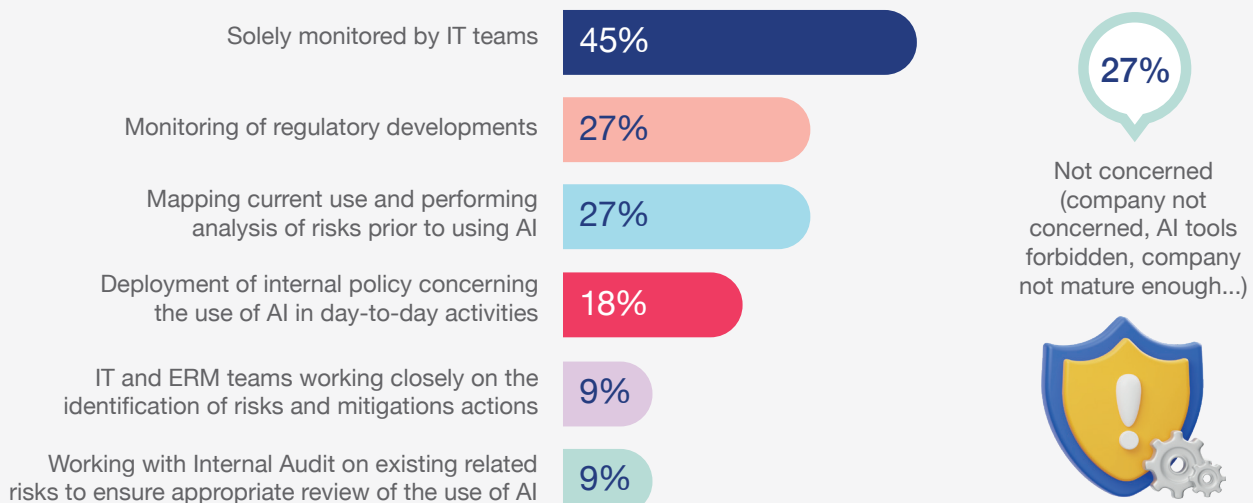 Solely monitored by IT teams
45%
Monitoring of regulatory developments
27%
Mapping current use and performing
analysis of risks prior to using AI
27%
Deployment of internal policy concerning
the use of AI in day-to-day activities
18%
IT and ERM teams working closely on the
identification of risks and mitigations actions
9%
Working with Internal Audit on existing related
risks to ensure appropriate review of the use of AI
9%
27%
Not concerned
(company not
concerned, AI tools
forbidden, company
not mature enough...)